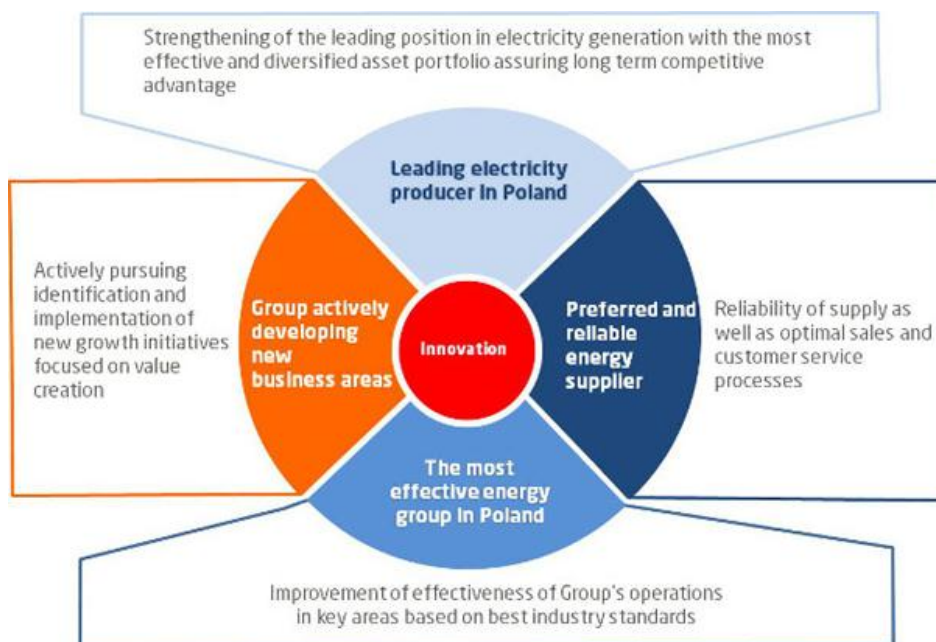 Strengthening of the leading position in electricity generation with the most
effective and diversified asset portfolio assuring long term competitive
advantage
Leading electricity
producer in Poland
Actively pursuing
identification and
implementation of
new growth initiatives
focused on value
creation
Group actively
developing
new
business areas
Innovation
Preferred and
reliable
energy
supplier
Reliability of supply as
well as optimal sales and
customer service
processes
The most
effective energy
group in Poland
Improvement of effectiveness of Group's operations
in key areas based on best industry standards